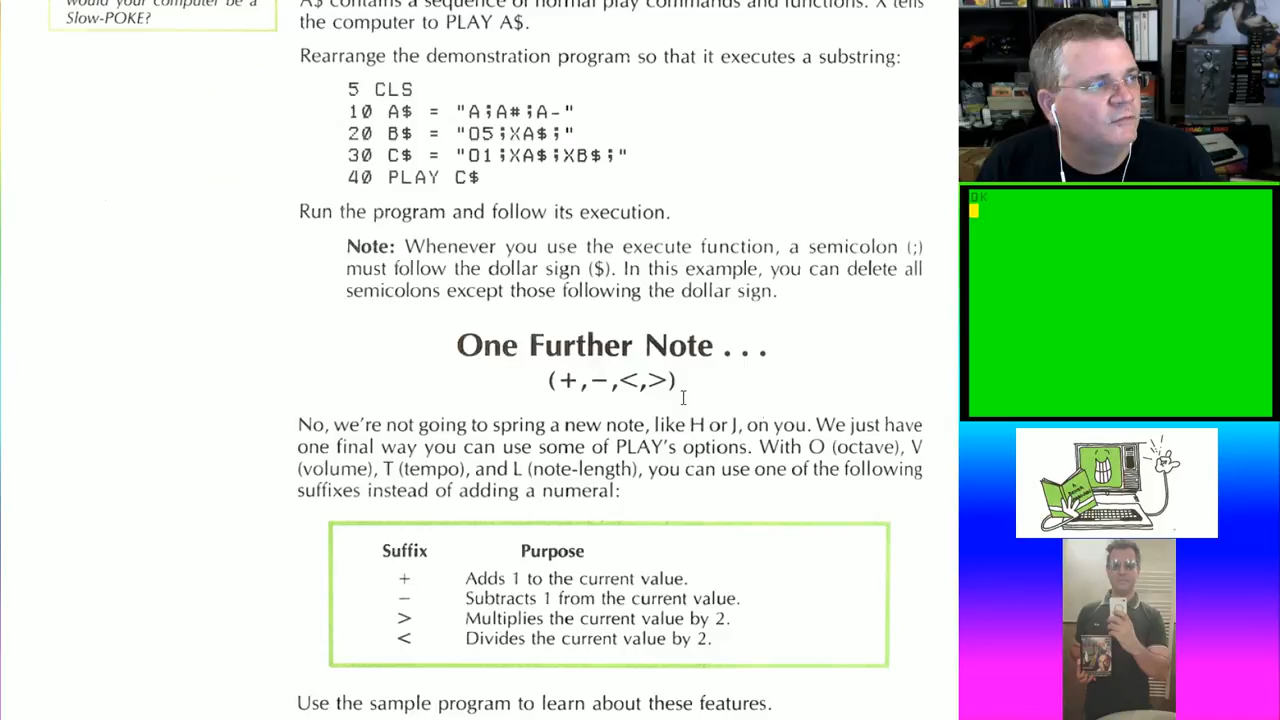 would your computer be a
Slow-POKE?
A$ contains a sequence of normal play commands and functions. X tells
the computer to PLAY A$.
Rearrange the demonstration program so that it executes a substring:
5 CLS
10 A$ = "A;A#;A-"
20 B$ = "O5;XA$;"
30 C$ = "O1;XA$;XB$;"
40 PLAY C$
Run the program and follow its execution.
Note: Whenever you use the execute function, a semicolon (;)
must follow the dollar sign ($). In this example, you can delete all
semicolons except those following the dollar sign.
One Further Note . . .
(+,−,<,>)
No, we're not going to spring a new note, like H or J, on you. We just have
one final way you can use some of PLAY's options. With O (octave), V
(volume), T (tempo), and L (note-length), you can use one of the following
suffixes instead of adding a numeral:
Suffix Purpose
+ Adds 1 to the current value.
− Subtracts 1 from the current value.
> Multiplies the current value by 2.
< Divides the current value by 2.
Use the sample program to learn about these features.
OK